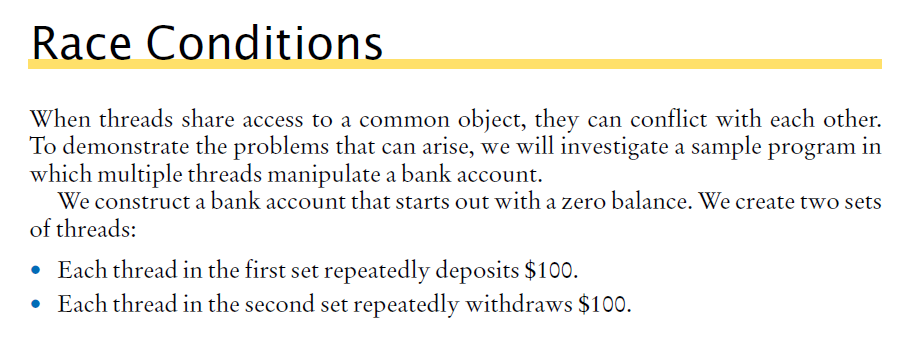 Race Conditions
When threads share access to a common object, they can conflict with each other.
To demonstrate the problems that can arise, we will investigate a sample program in
which multiple threads manipulate a bank account.
We construct a bank account that starts out with a zero balance. We create two sets
of threads:
• Each thread in the first set repeatedly deposits $100.
• Each thread in the second set repeatedly withdraws $100.